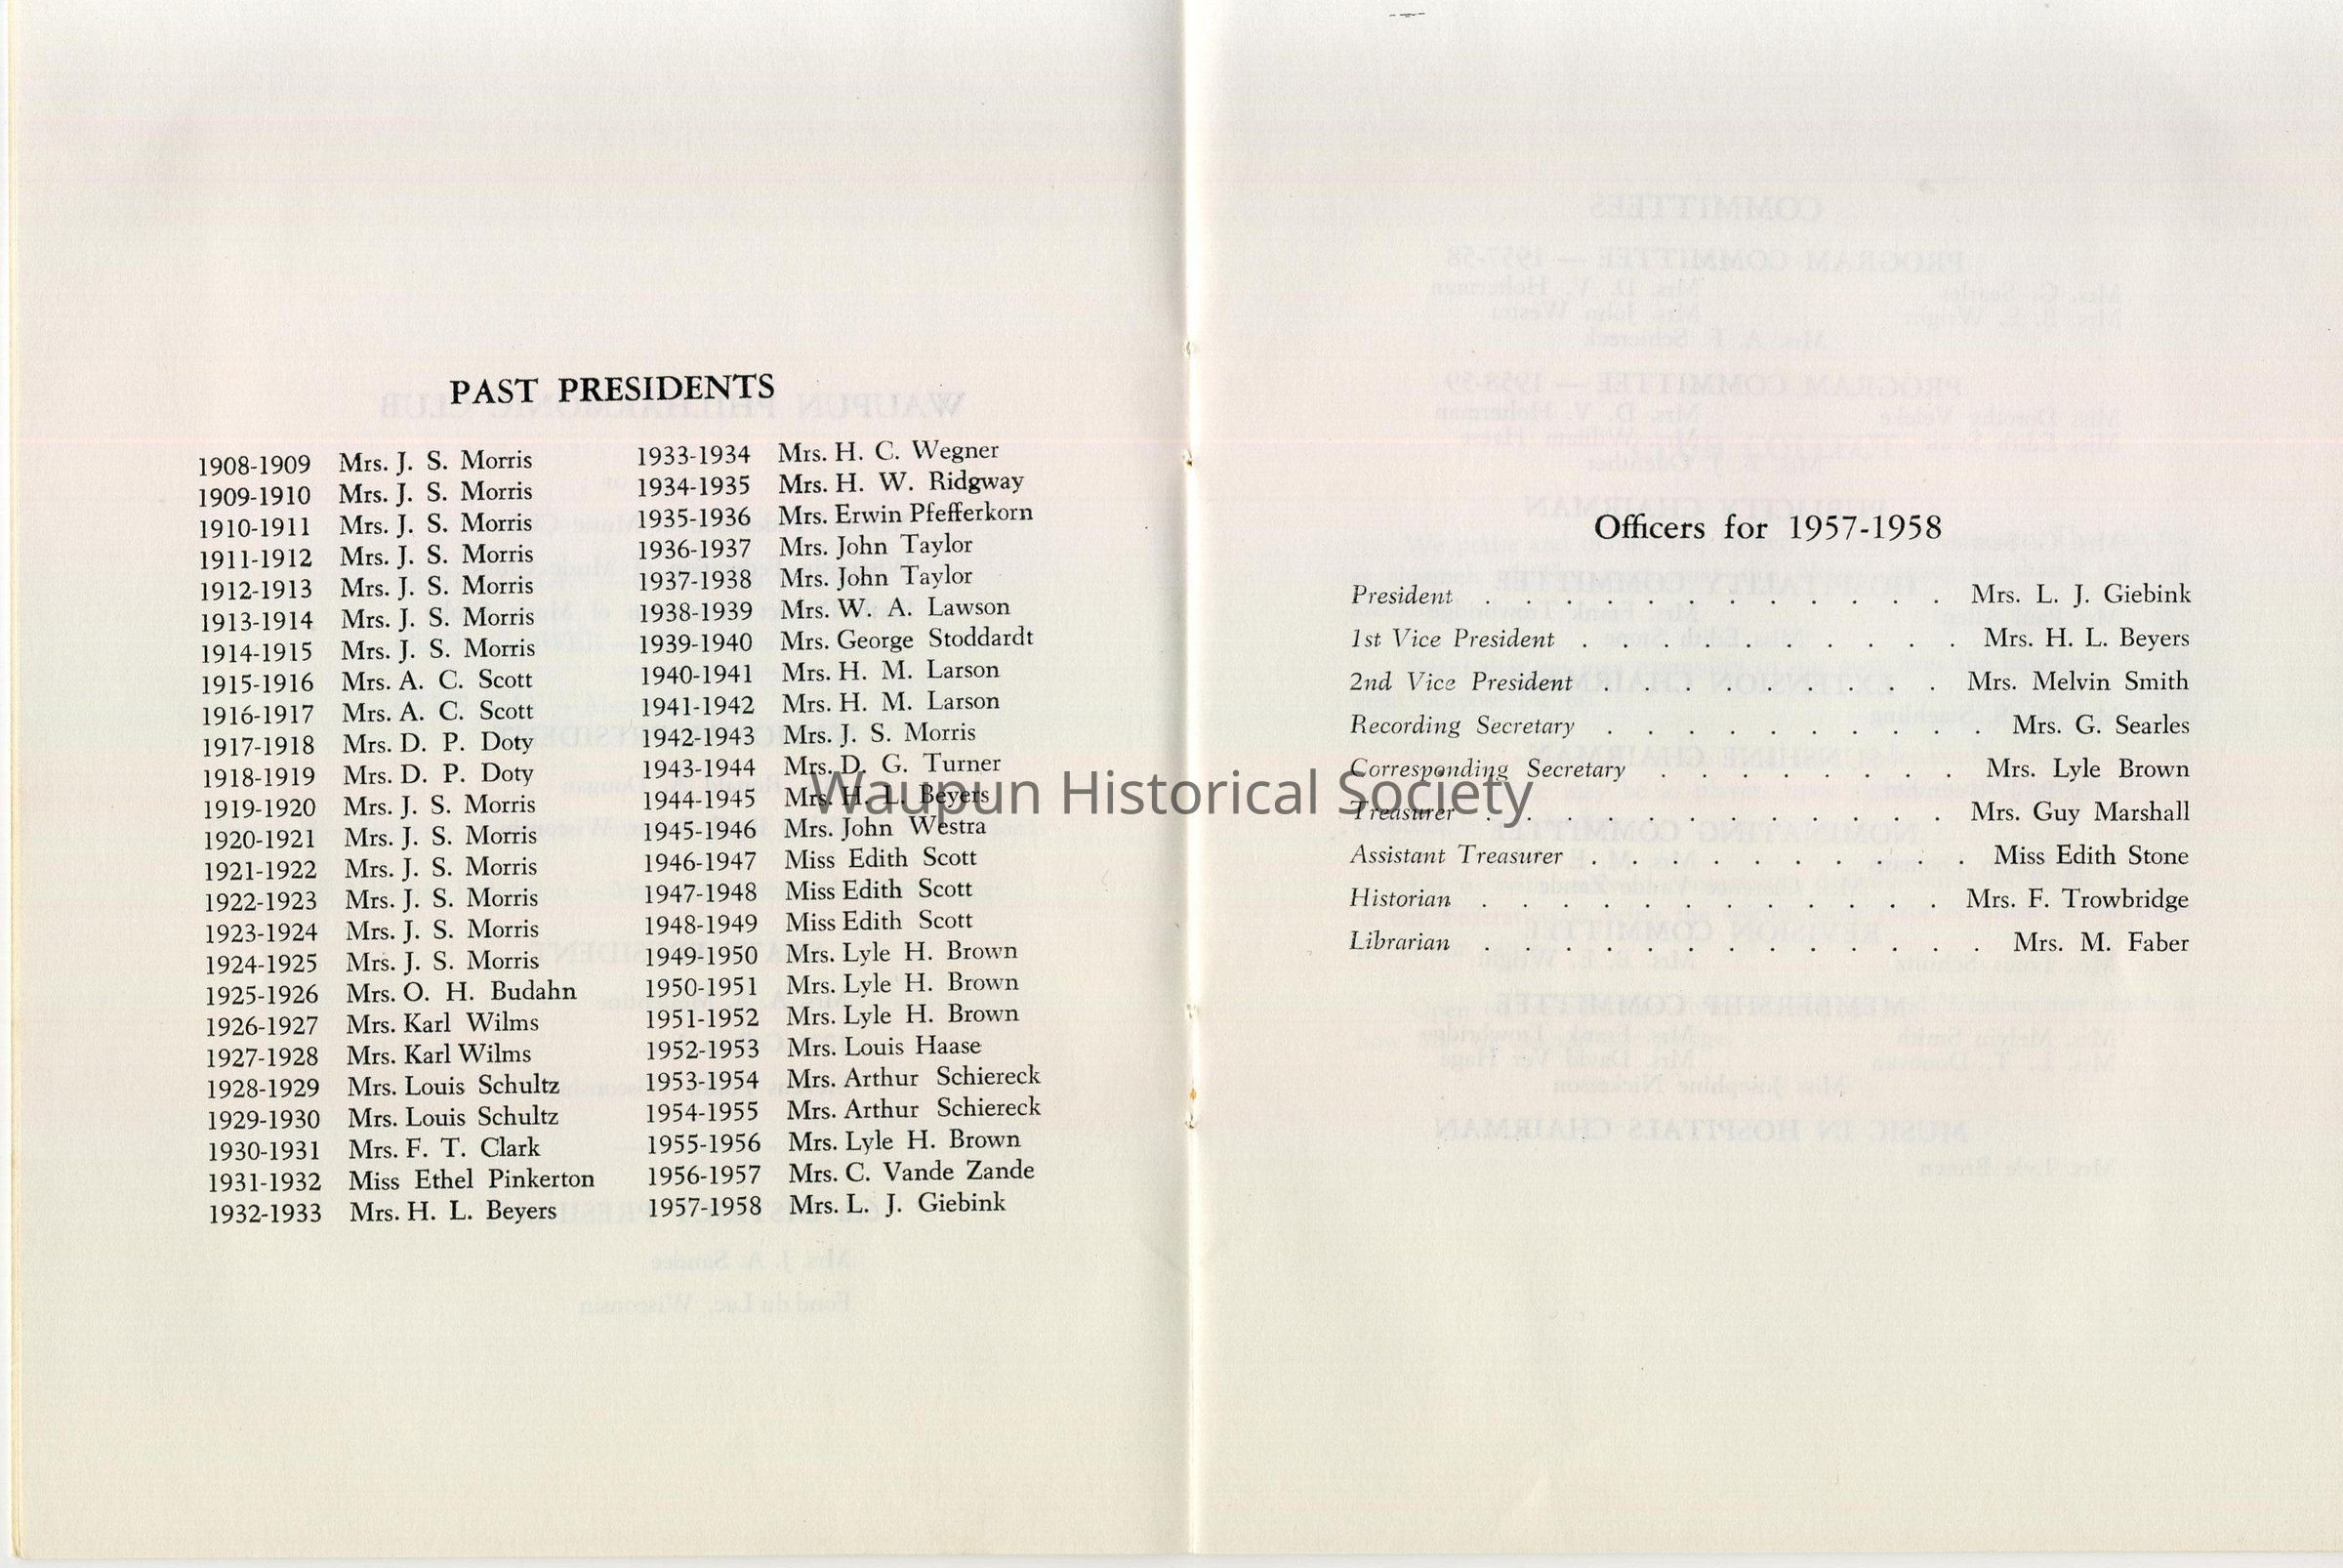 PAST PRESIDENTS
1908-1909 Mrs. J. S. Morris
1909-1910 Mrs. J. S. Morris
1910-1911 Mrs. J. S. Morris
1911-1912 Mrs. J. S. Morris
1912-1913 Mrs. J. S. Morris
1913-1914 Mrs. J. S. Morris
1914-1915 Mrs. J. S. Morris
1915-1916 Mrs. A. C. Scott
1916-1917 Mrs. A. C. Scott
1917-1918 Mrs. D. P. Doty
1918-1919 Mrs. D. P. Doty
1919-1920 Mrs. J. S. Morris
1920-1921 Mrs. J. S. Morris
1921-1922 Mrs. J. S. Morris
1922-1923 Mrs. J. S. Morris
1923-1924 Mrs. J. S. Morris
1924-1925 Mrs. J. S. Morris
1925-1926 Mrs. O. H. Budahn
1926-1927 Mrs. Karl Wilms
1927-1928 Mrs. Karl Wilms
1928-1929 Mrs. Louis Schultz
1929-1930 Mrs. Louis Schultz
1930-1931 Mrs. F. T. Clark
1931-1932 Miss Ethel Pinkerton
1932-1933 Mrs. H. L. Beyers
1933-1934 Mrs. H. C. Wegner
1934-1935 Mrs. H. W. Ridgway
1935-1936 Mrs. Erwin Pfefferkorn
1936-1937 Mrs. John Taylor
1937-1938 Mrs. John Taylor
1938-1939 Mrs. W. A. Lawson
1939-1940 Mrs. George Stoddardt
1940-1941 Mrs. H. M. Larson
1941-1942 Mrs. H. M. Larson
1942-1943 Mrs. J. S. Morris
1943-1944 Mrs. D. G. Turner
1944-1945 Mrs. H. L. Beyers
1945-1946 Mrs. John Westra
1946-1947 Miss Edith Scott
1947-1948 Miss Edith Scott
1948-1949 Miss Edith Scott
1949-1950 Mrs. Lyle H. Brown
1950-1951 Mrs. Lyle H. Brown
1951-1952 Mrs. Lyle H. Brown
1952-1953 Mrs. Louis Haase
1953-1954 Mrs. Arthur Schiereck
1954-1955 Mrs. Arthur Schiereck
1955-1956 Mrs. Lyle H. Brown
1956-1957 Mrs. C. Vande Zande
1957-1958 Mrs. L. J. Giebink
Waupun Historical Society
Officers for 1957-1958
President . . . . . . . . . . . . Mrs. L. J. Giebink
1st Vice President . . . . . . . . . . Mrs. H. L. Beyers
2nd Vice President . . . . . . . . . Mrs. Melvin Smith
Recording Secretary . . . . . . . . . . Mrs. G. Searles
Corresponding Secretary . . . . . . . . Mrs. Lyle Brown
Treasurer . . . . . . . . . . . . Mrs. Guy Marshall
Assistant Treasurer . . . . . . . . . . Miss Edith Stone
Historian . . . . . . . . . . . . Mrs. F. Trowbridge
Librarian . . . . . . . . . . . . . Mrs. M. Faber